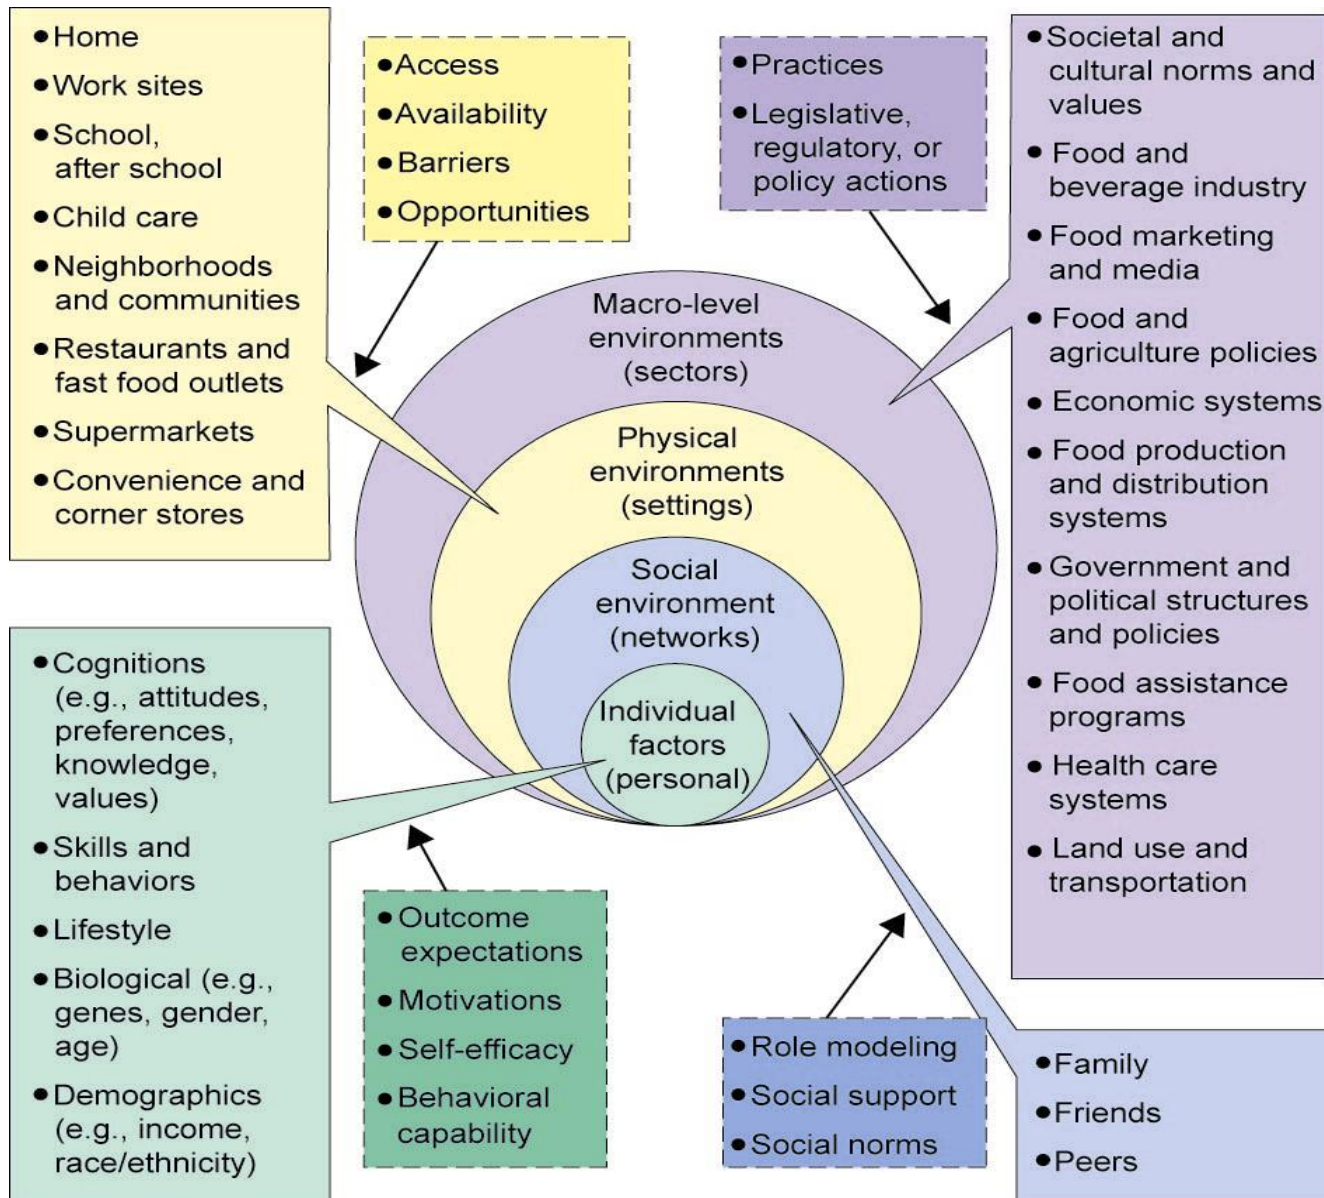 ●Home
●Work sites
●School,
after school
●Child care
●Neighborhoods
and communities
●Restaurants and
fast food outlets
●Supermarkets
●Convenience and
corner stores
●Access
●Availability
●Barriers
●Opportunities
●Practices
●Legislative,
regulatory, or
policy actions
●Societal and
cultural norms and
values
●Food and
beverage industry
●Food marketing
and media
●Food and
agriculture policies
●Economic systems
●Food production
and distribution
systems
●Government and
political structures
and policies
●Food assistance
programs
●Health care
systems
●Land use and
transportation
Macro-level
environments
(sectors)
Physical
environments
(settings)
Social
environment
(networks)
Individual
factors
(personal)
●Cognitions
(e.g., attitudes,
preferences,
knowledge,
values)
●Skills and
behaviors
●Lifestyle
●Biological (e.g.,
genes, gender,
age)
●Demographics
(e.g., income,
race/ethnicity)
●Outcome
expectations
●Motivations
●Self-efficacy
●Behavioral
capability
●Role modeling
●Social support
●Social norms
●Family
●Friends
●Peers